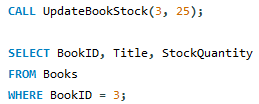 CALL UpdateBookStock(3, 25);
SELECT BookID, Title, StockQuantity
FROM Books
WHERE BookID = 3;